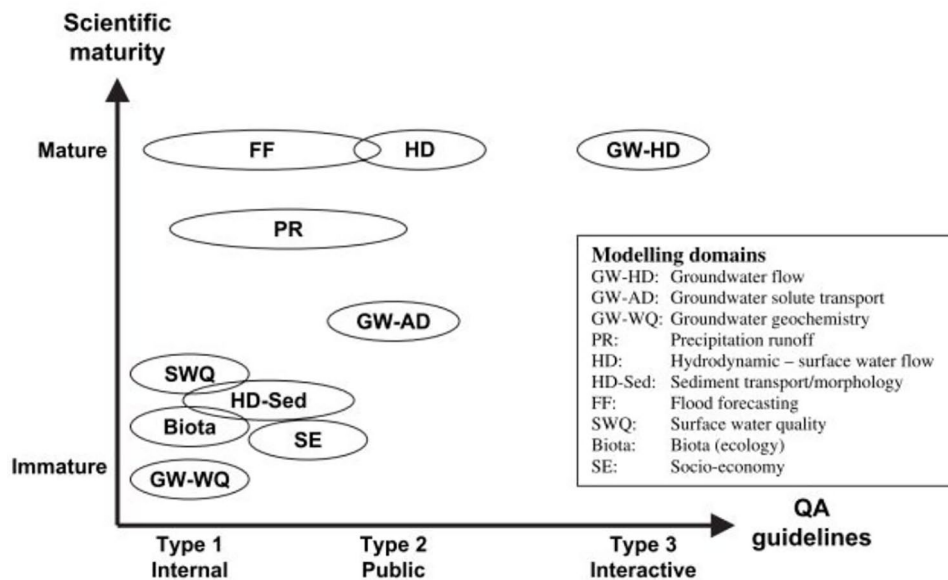 Scientific
maturity
Mature
FF
HD
GW-HD
PR
Modelling domains
GW-HD: Groundwater flow
GW-AD: Groundwater solute transport
GW-WQ: Groundwater geochemistry
PR: Precipitation runoff
HD: Hydrodynamic – surface water flow
HD-Sed: Sediment transport/morphology
FF: Flood forecasting
SWQ: Surface water quality
Biota: Biota (ecology)
SE: Socio-economy
GW-AD
SWQ
HD-Sed
Biota
SE
Immature
GW-WQ
QA
guidelines
Type 1
Internal
Type 2
Public
Type 3
Interactive